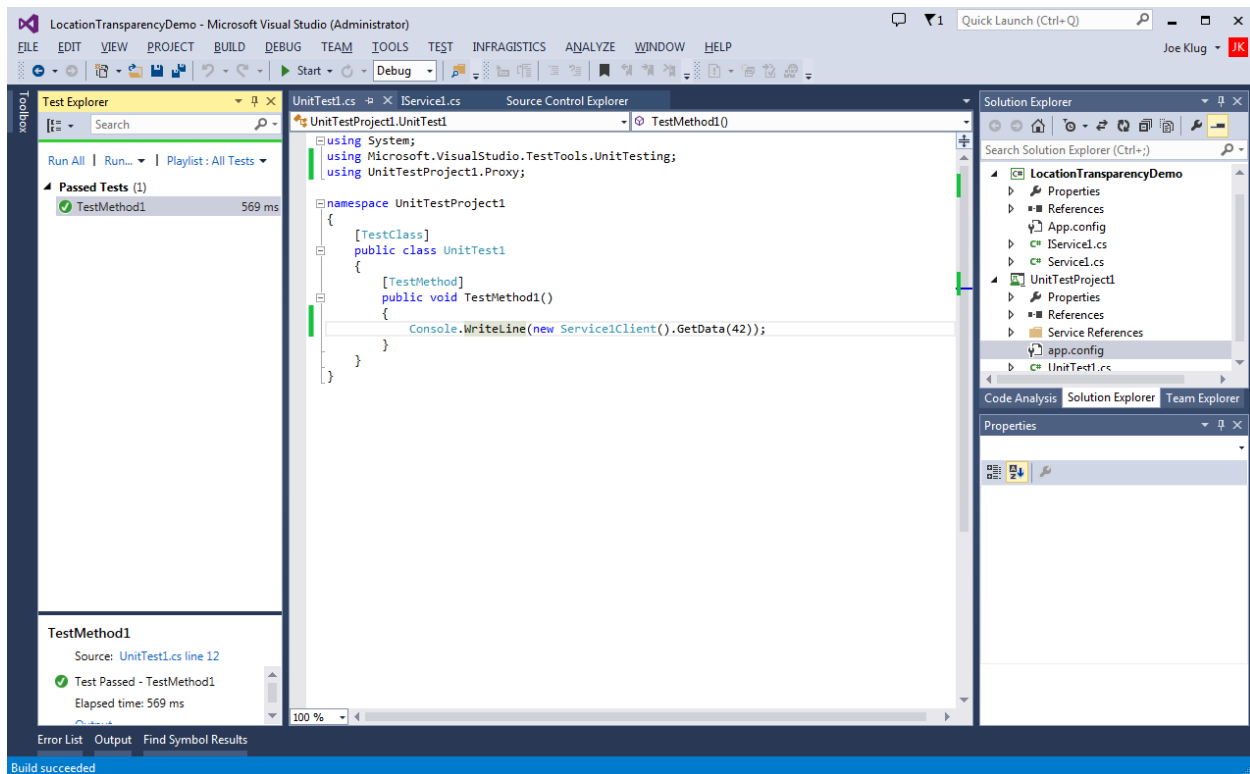 LocationTransparencyDemo - Microsoft Visual Studio (Administrator)
1
Quick Launch (Ctrl+Q)
FILE EDIT VIEW PROJECT BUILD DEBUG TEAM TOOLS TEST INFRAGISTICS ANALYZE WINDOW HELP
Joe Klug
JK
Start
Debug
Toolbox
Test Explorer
Search
Run All | Run... | Playlist : All Tests
Passed Tests (1)
TestMethod1 569 ms
TestMethod1
Source: UnitTest1.cs line 12
Test Passed - TestMethod1
Elapsed time: 569 ms
Output
UnitTest1.cs IService1.cs Source Control Explorer
UnitTestProject1.UnitTest1 TestMethod1()
using System;
using Microsoft.VisualStudio.TestTools.UnitTesting;
using UnitTestProject1.Proxy;
namespace UnitTestProject1
{
[TestClass]
public class UnitTest1
{
[TestMethod]
public void TestMethod1()
{
Console.WriteLine(new Service1Client().GetData(42));
}
}
}
100 %
Solution Explorer
Search Solution Explorer (Ctrl+;)
C# LocationTransparencyDemo
Properties
References
App.config
C# IService1.cs
C# Service1.cs
UnitTestProject1
Properties
References
Service References
app.config
C# UnitTest1.cs
Code Analysis Solution Explorer Team Explorer
Properties
Error List Output Find Symbol Results
Build succeeded